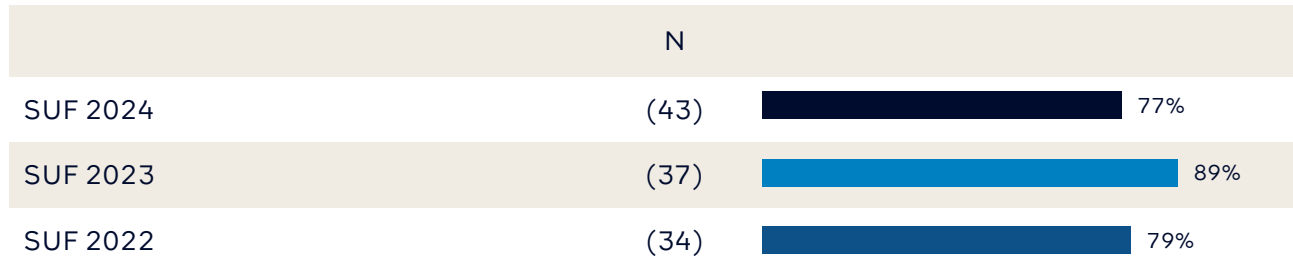 N
SUF 2024 (43) 77%
SUF 2023 (37) 89%
SUF 2022 (34) 79%